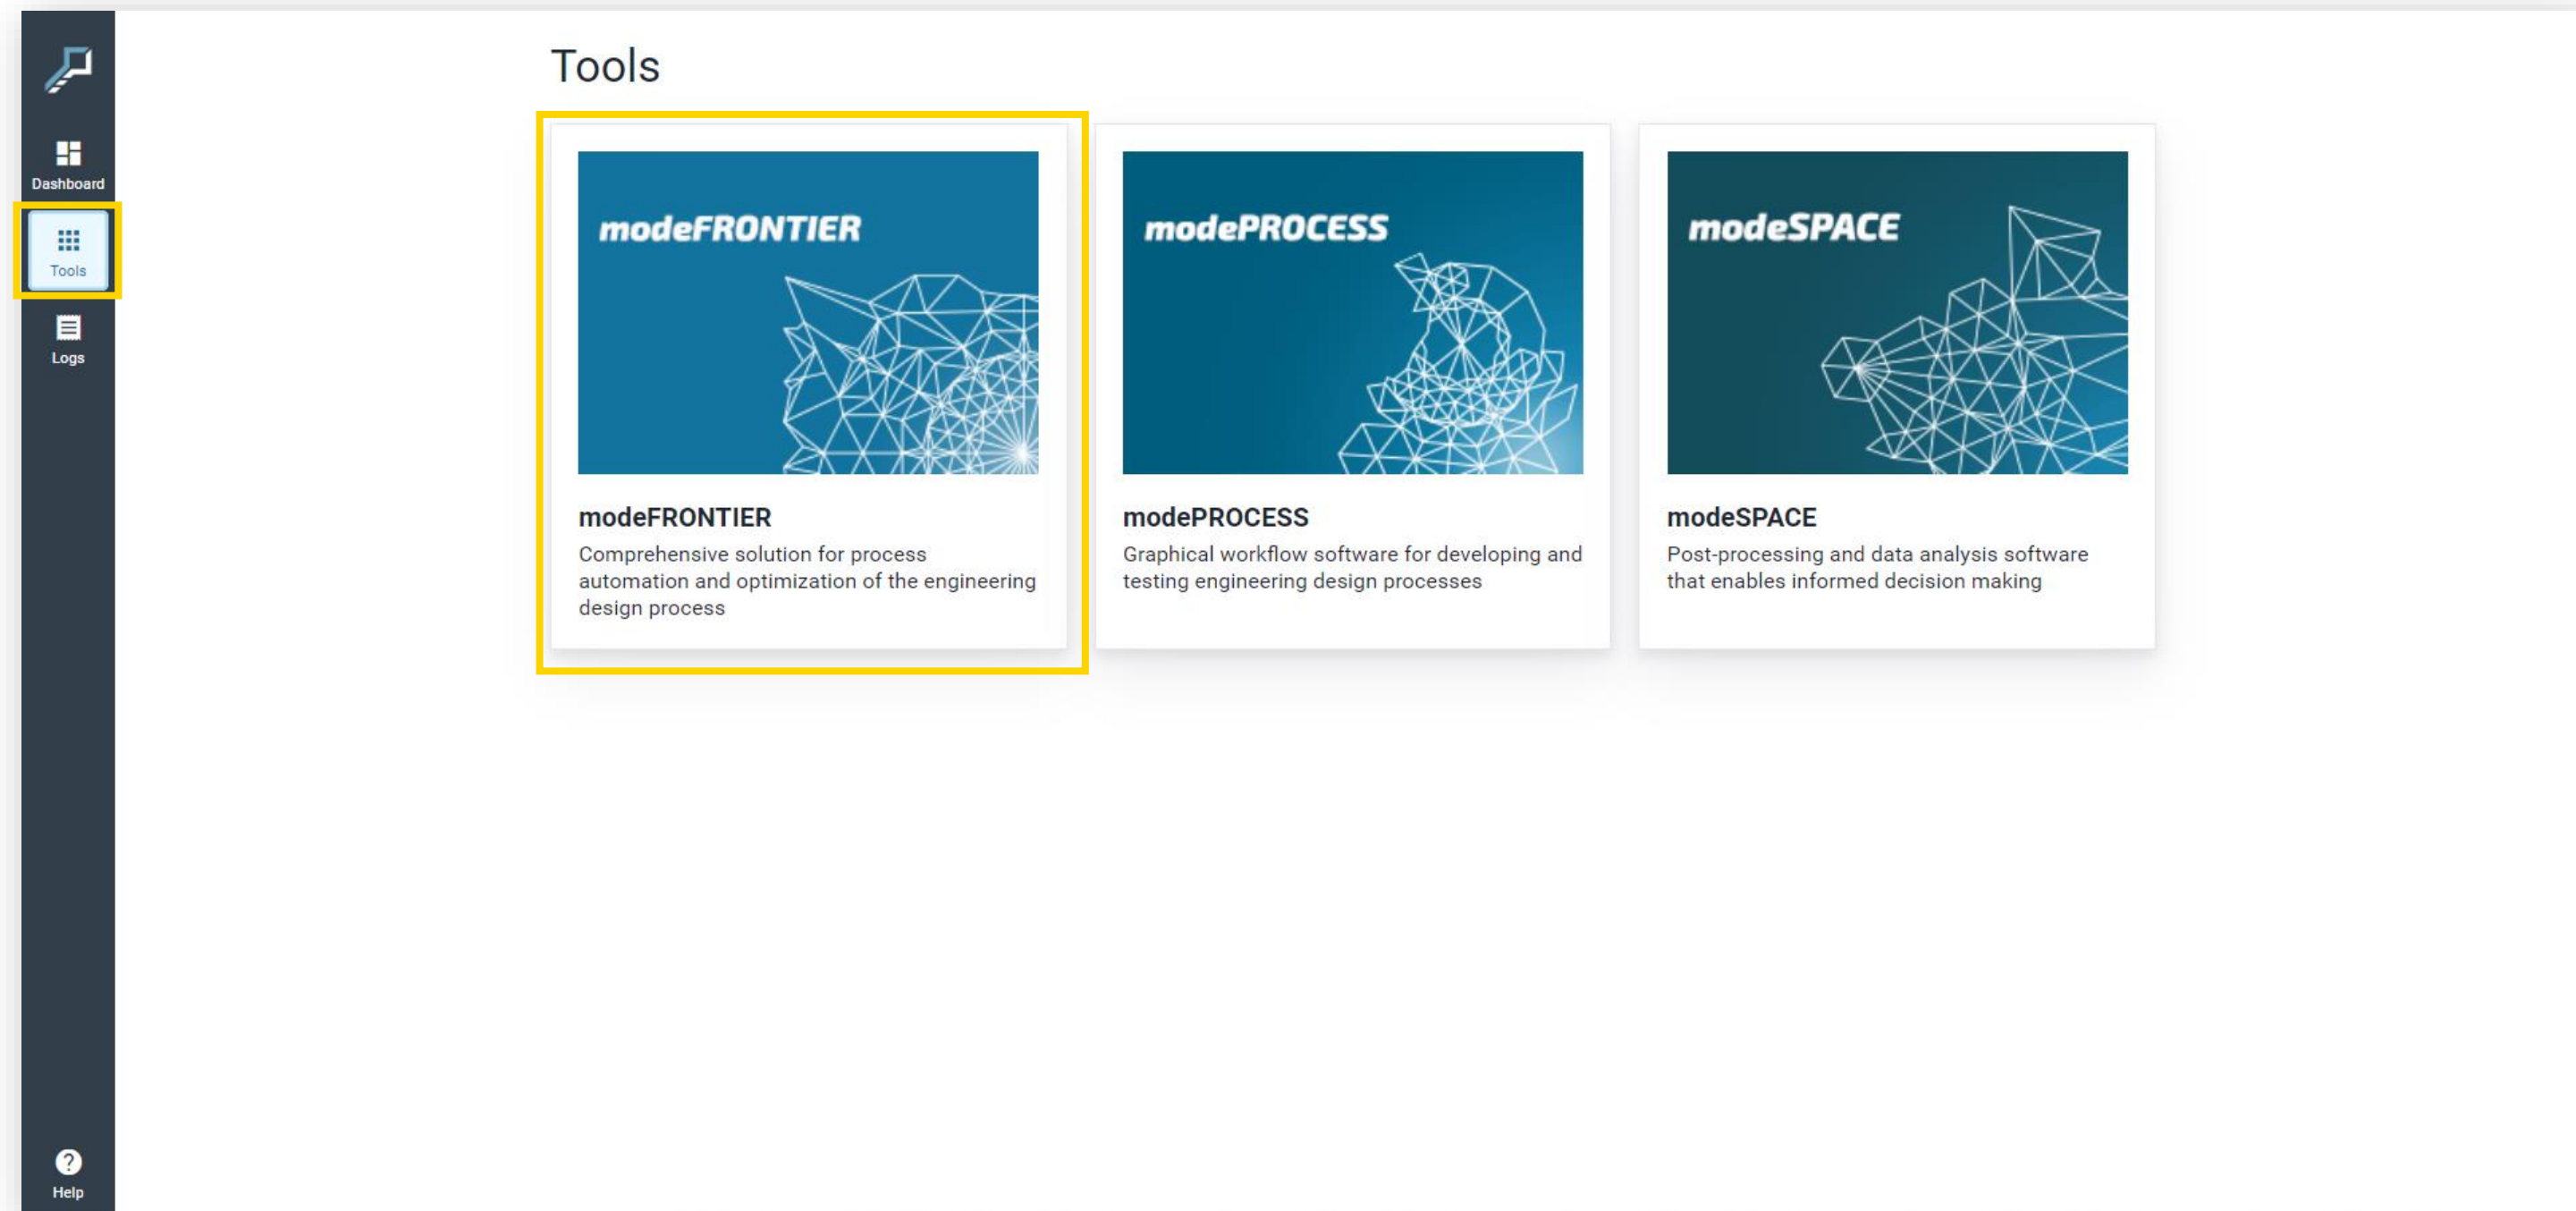 Tools
Dashboard
Tools
Logs
Help
modeFRONTIER
modeFRONTIER
Comprehensive solution for process
automation and optimization of the engineering
design process
modePROCESS
modePROCESS
Graphical workflow software for developing and
testing engineering design processes
modeSPACE
modeSPACE
Post-processing and data analysis software
that enables informed decision making